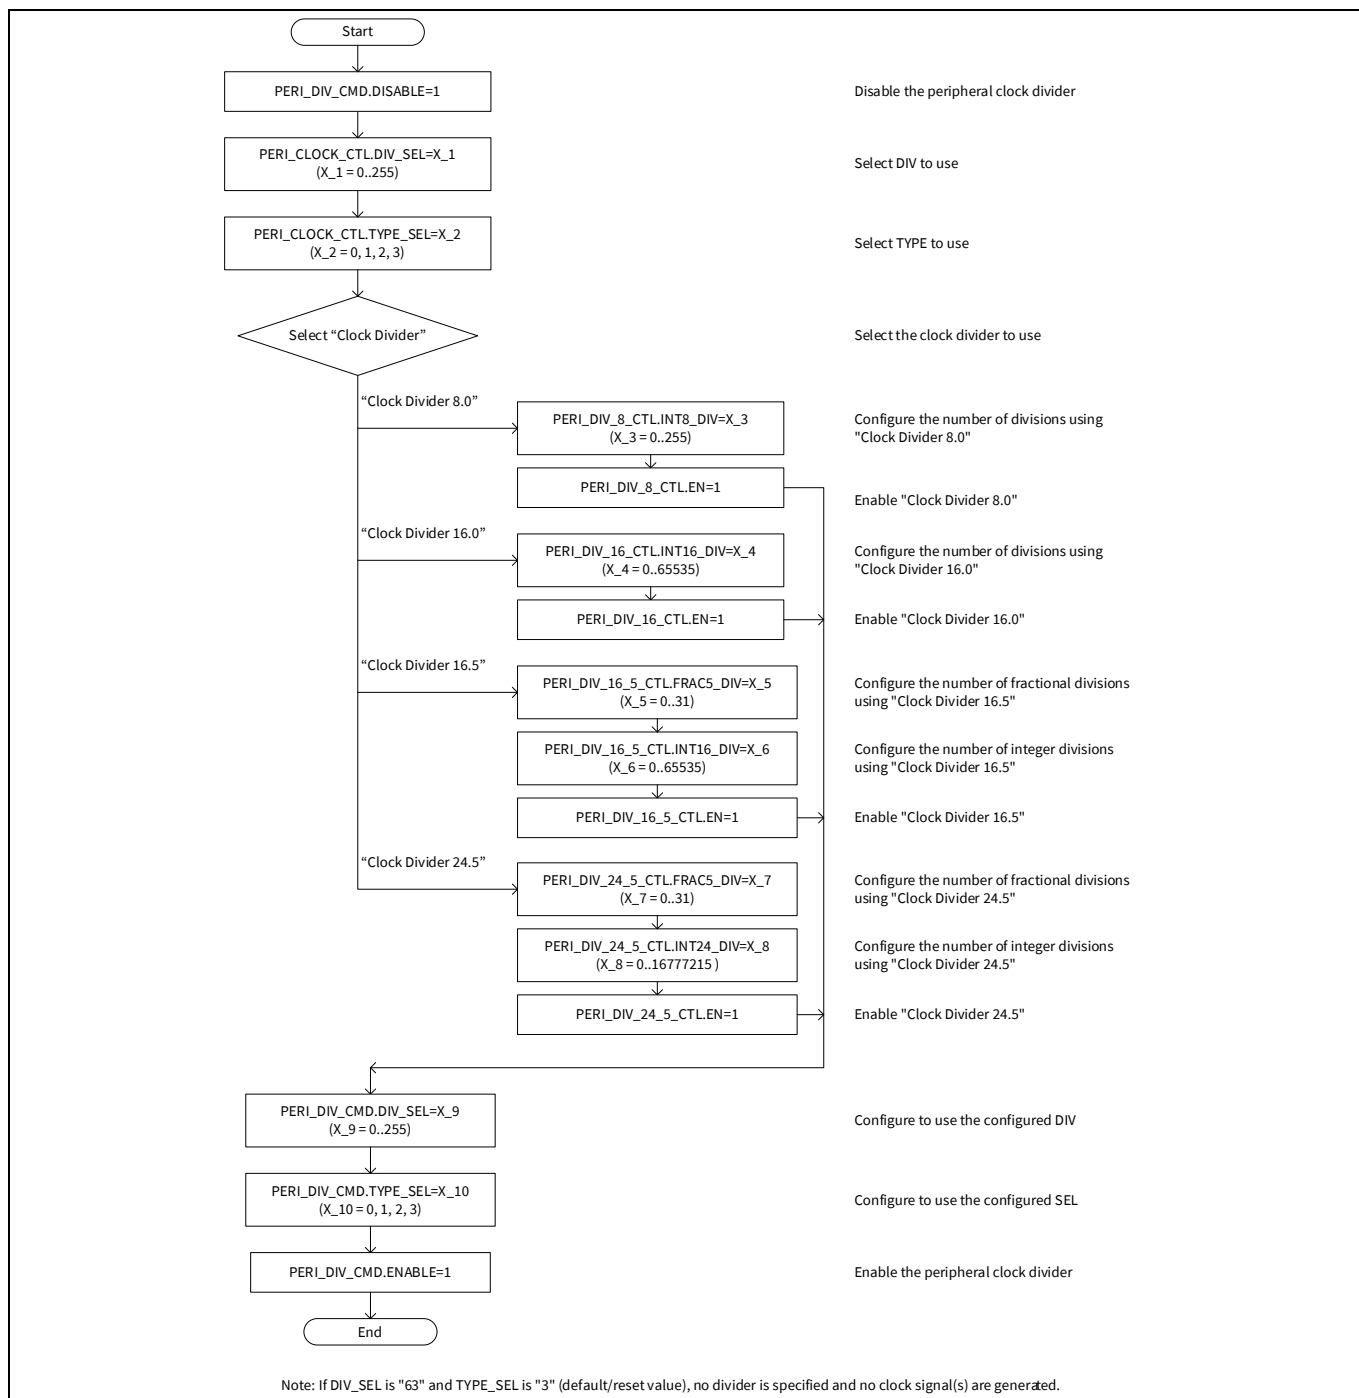 Start
PERI_DIV_CMD.DISABLE=1
Disable the peripheral clock divider
PERI_CLOCK_CTL.DIV_SEL=X_1
(X_1 = 0..255)
Select DIV to use
PERI_CLOCK_CTL.TYPE_SEL=X_2
(X_2 = 0, 1, 2, 3)
Select TYPE to use
Select “Clock Divider”
Select the clock divider to use
“Clock Divider 8.0”
PERI_DIV_8_CTL.INT8_DIV=X_3
(X_3 = 0..255)
Configure the number of divisions using
"Clock Divider 8.0"
PERI_DIV_8_CTL.EN=1
Enable "Clock Divider 8.0"
“Clock Divider 16.0”
PERI_DIV_16_CTL.INT16_DIV=X_4
(X_4 = 0..65535)
Configure the number of divisions using
"Clock Divider 16.0"
PERI_DIV_16_CTL.EN=1
Enable "Clock Divider 16.0"
“Clock Divider 16.5”
PERI_DIV_16_5_CTL.FRAC5_DIV=X_5
(X_5 = 0..31)
Configure the number of fractional divisions
using "Clock Divider 16.5"
PERI_DIV_16_5_CTL.INT16_DIV=X_6
(X_6 = 0..65535)
Configure the number of integer divisions
using "Clock Divider 16.5"
PERI_DIV_16_5_CTL.EN=1
Enable "Clock Divider 16.5"
“Clock Divider 24.5”
PERI_DIV_24_5_CTL.FRAC5_DIV=X_7
(X_7 = 0..31)
Configure the number of fractional divisions
using "Clock Divider 24.5"
PERI_DIV_24_5_CTL.INT24_DIV=X_8
(X_8 = 0..16777215 )
Configure the number of integer divisions
using "Clock Divider 24.5"
PERI_DIV_24_5_CTL.EN=1
Enable "Clock Divider 24.5"
PERI_DIV_CMD.DIV_SEL=X_9
(X_9 = 0..255)
Configure to use the configured DIV
PERI_DIV_CMD.TYPE_SEL=X_10
(X_10 = 0, 1, 2, 3)
Configure to use the configured SEL
PERI_DIV_CMD.ENABLE=1
Enable the peripheral clock divider
End
Note: If DIV_SEL is "63" and TYPE_SEL is "3" (default/reset value), no divider is specified and no clock signal(s) are generated.